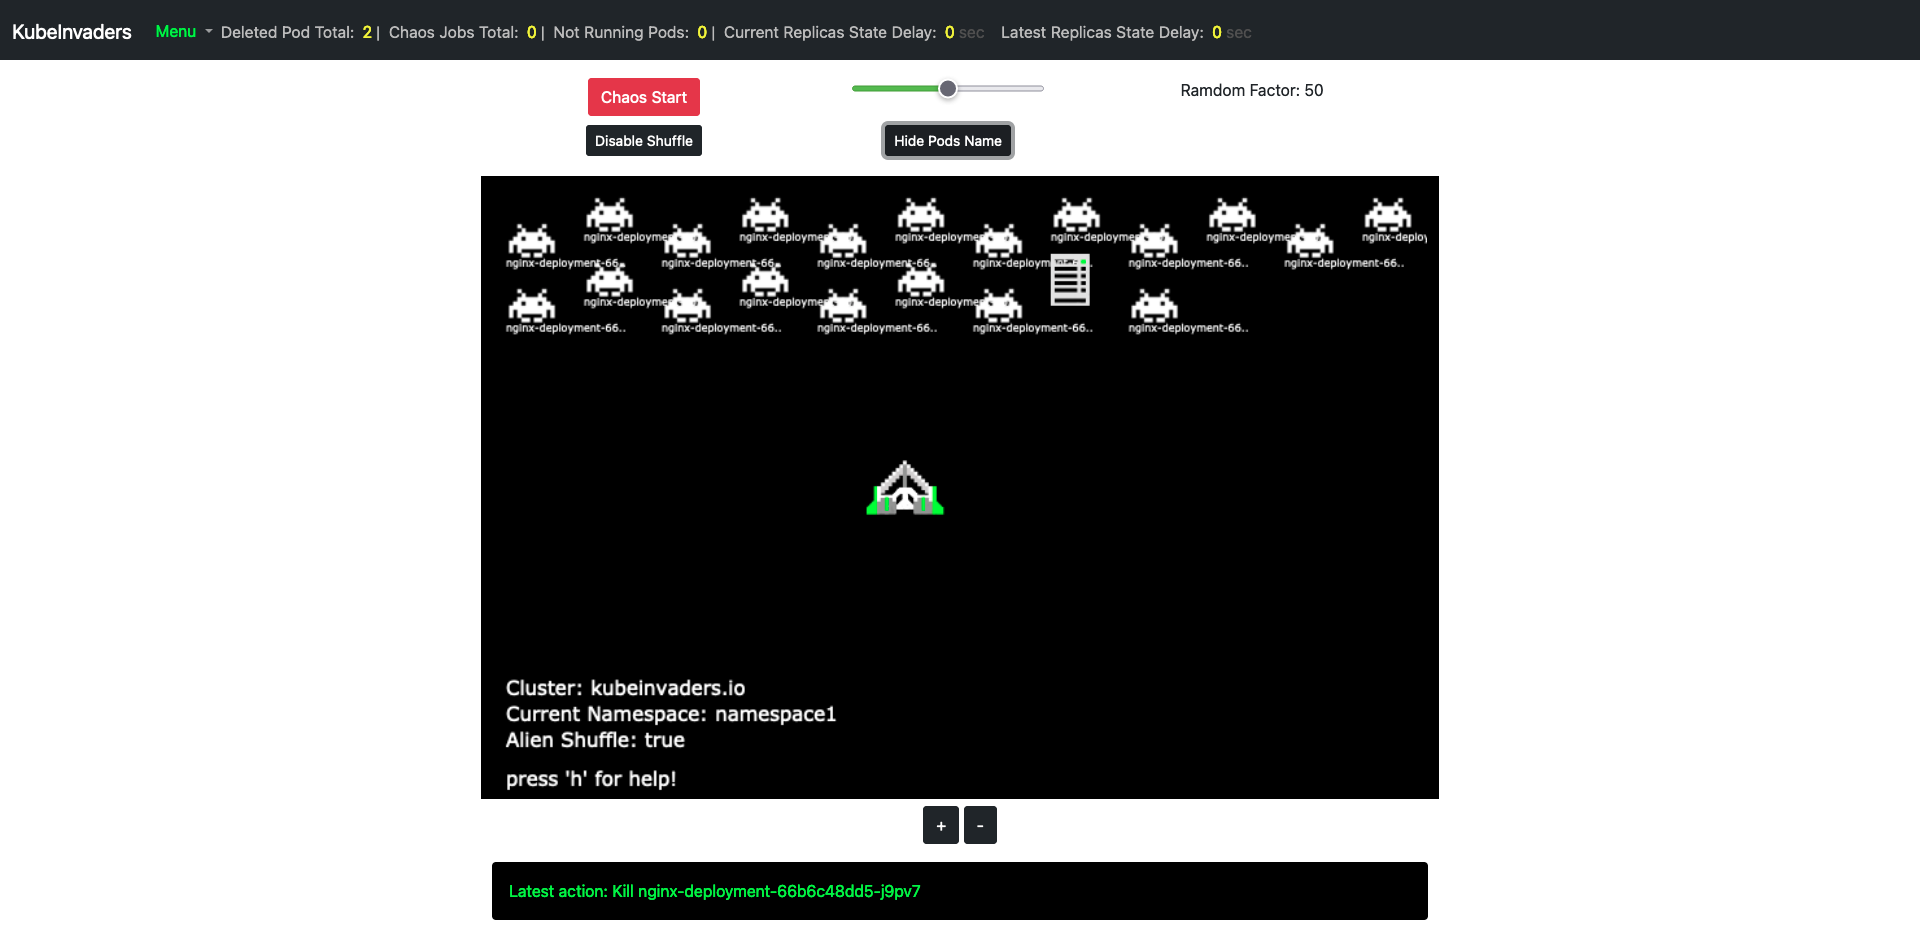 KubeInvaders Menu Deleted Pod Total: 2 | Chaos Jobs Total: 0 | Not Running Pods: 0 | Current Replicas State Delay: 0 sec Latest Replicas State Delay: 0 sec
Chaos Start Ramdom Factor: 50
Disable Shuffle Hide Pods Name
nginx-deployme nginx-deployme nginx-deployme nginx-deployme nginx-deployme nginx-deploy
nginx-deployment-66.. nginx-deployment-66.. nginx-deployment-66.. nginx-deployment-66.. nginx-deployment-66.. nginx-deployment-66..
nginx-deployme nginx-deployme nginx-deployme
nginx-deployment-66.. nginx-deployment-66.. nginx-deployment-66.. nginx-deployment-66.. nginx-deployment-66..
Cluster: kubeinvaders.io
Current Namespace: namespace1
Alien Shuffle: true
press 'h' for help!
+ -
Latest action: Kill nginx-deployment-66b6c48dd5-j9pv7